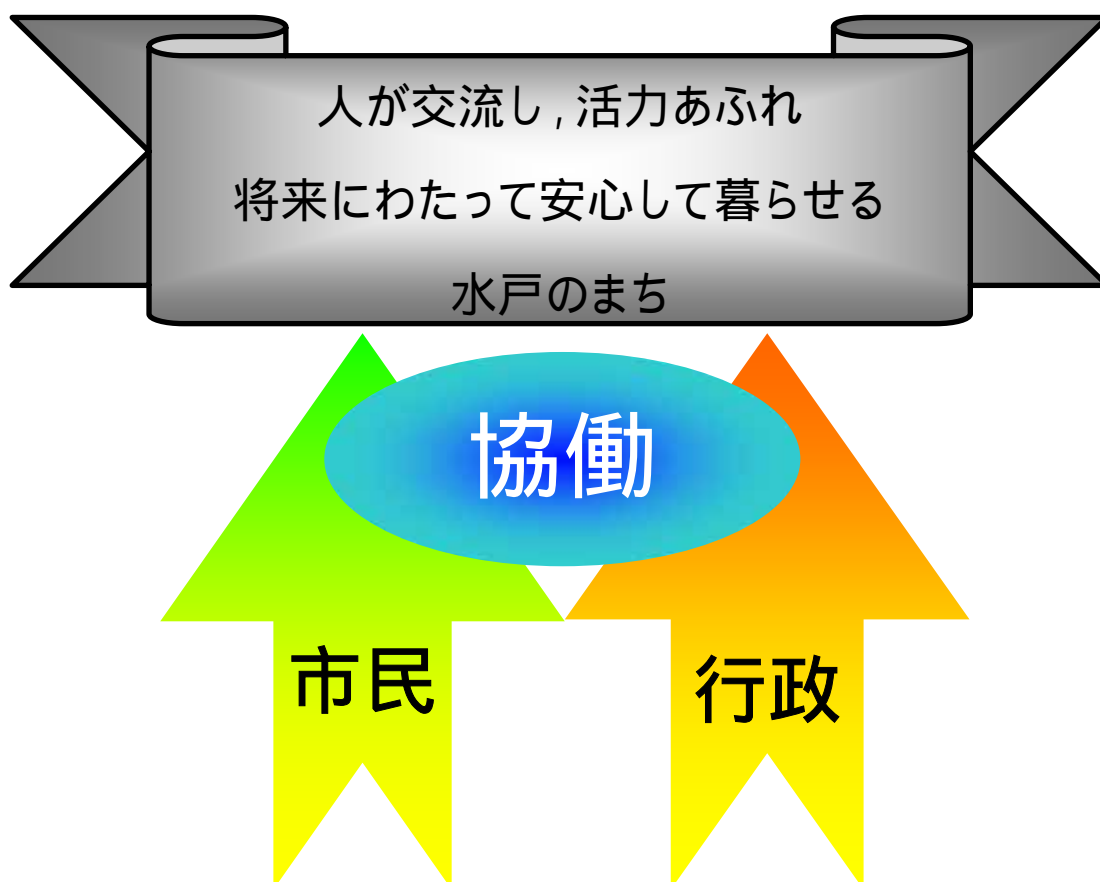 人が交流し，活力あふれ
将来にわたって安心して暮らせる
水戸のまち
協働
市民
行政